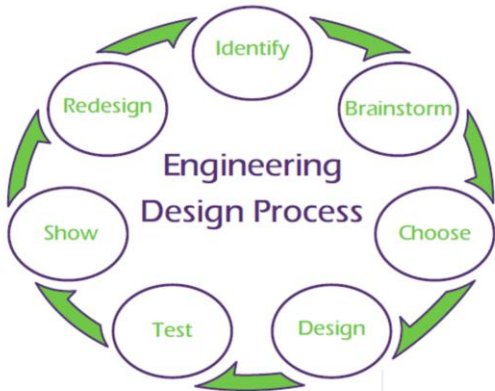 Identify
Brainstorm
Choose
Design
Test
Show
Redesign
Engineering
Design Process